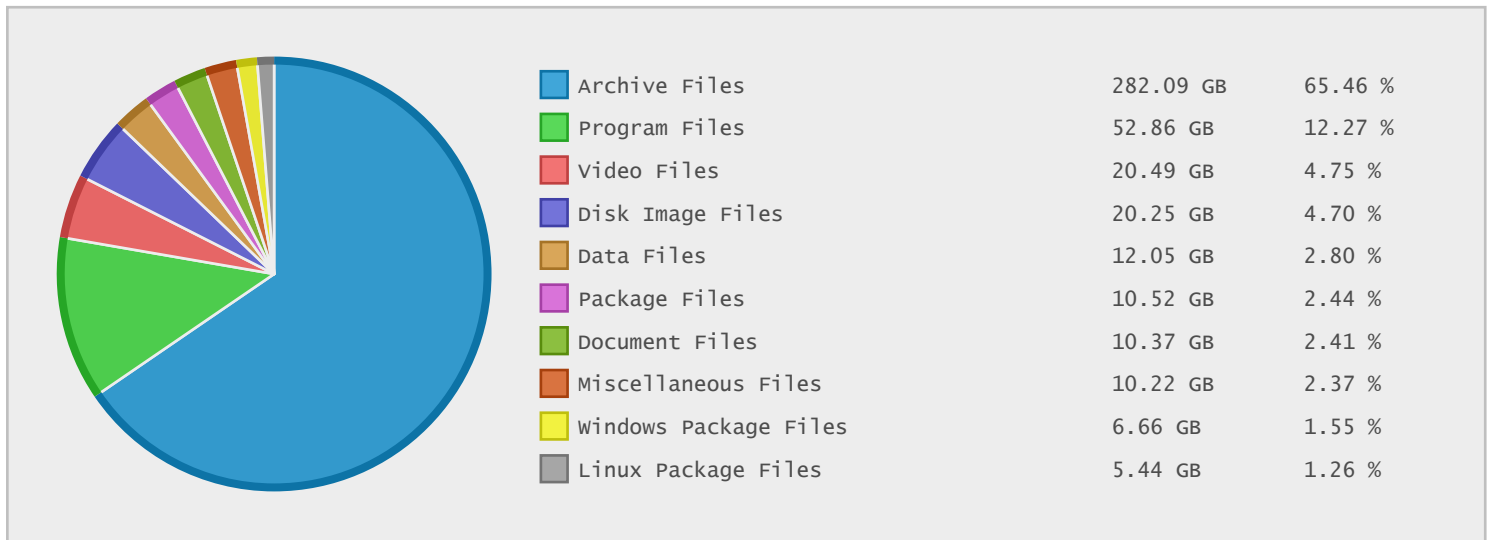 Archive Files 282.09 GB 65.46 %
Program Files 52.86 GB 12.27 %
Video Files 20.49 GB 4.75 %
Disk Image Files 20.25 GB 4.70 %
Data Files 12.05 GB 2.80 %
Package Files 10.52 GB 2.44 %
Document Files 10.37 GB 2.41 %
Miscellaneous Files 10.22 GB 2.37 %
Windows Package Files 6.66 GB 1.55 %
Linux Package Files 5.44 GB 1.26 %